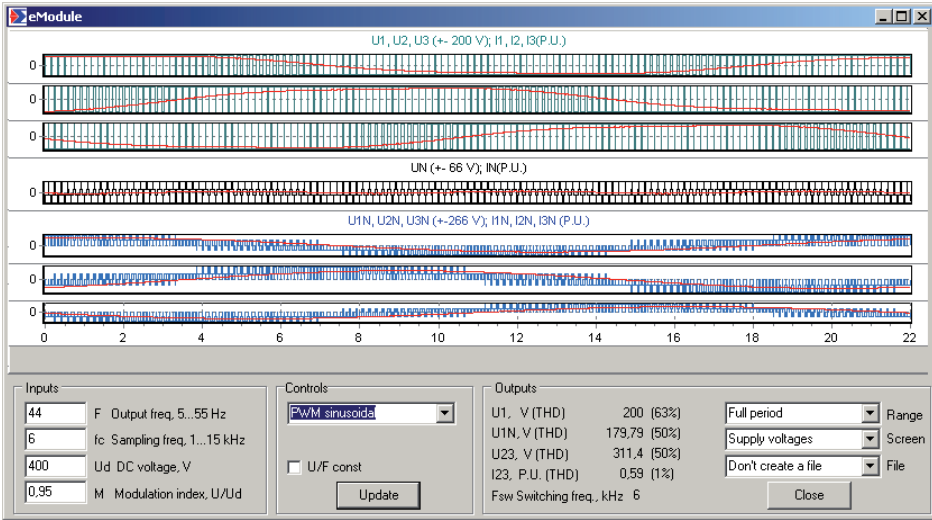 eModule
U1, U2, U3 (+- 200 V); I1, I2, I3(P.U.)
0
0
0
UN (+- 66 V); IN(P.U.)
0
U1N, U2N, U3N (+-266 V); I1N, I2N, I3N (P.U.)
0
0
0
0 2 4 6 8 10 12 14 16 18 20 22
Inputs
44 F Output freq, 5...55 Hz
6 fc Sampling freq, 1...15 kHz
400 Ud DC voltage, V
0,95 M Modulation index, U/Ud
Controls
PWM sinusoidal
U/F const
Update
Outputs
U1, V (THD) 200 (63%)
U1N, V (THD) 179,79 (50%)
U23, V (THD) 311,4 (50%)
I23, P.U. (THD) 0,59 (1%)
Fsw Switching freq., kHz 6
Full period Range
Supply voltages Screen
Don't create a file File
Close